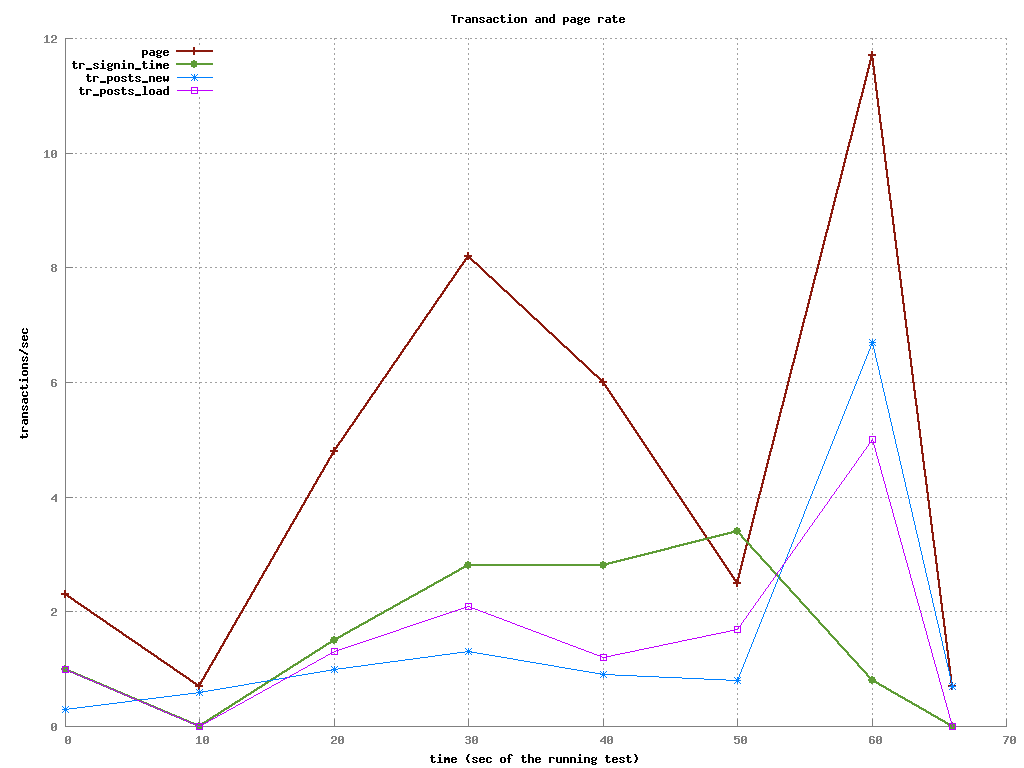 Transaction and page rate
page
tr_signin_time
tr_posts_new
tr_posts_load
12
10
8
6
4
2
0
transactions/sec
0 10 20 30 40 50 60 70
time (sec of the running test)